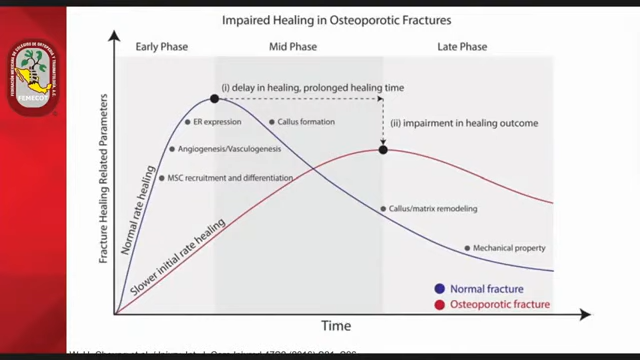 Impaired Healing in Osteoporotic Fractures
Early Phase
Mid Phase
Late Phase
(i) delay in healing, prolonged healing time
ER expression
Callus formation
(ii) impairment in healing outcome
Angiogenesis/Vasculogenesis
MSC recruitment and differentiation
Callus/matrix remodeling
Mechanical property
Normal rate healing
Slower initial rate healing
Fracture Healing Related Parameters
Normal fracture
Osteoporotic fracture
Time
FEMECOT